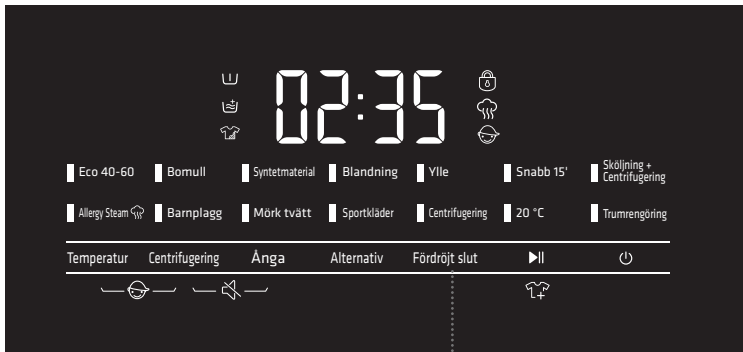 02:35
Eco 40-60 Bomull Syntetmaterial Blandning Ylle Snabb 15' Sköljning +
Centrifugering
Allergy Steam Barnplagg Mörk tvätt Sportkläder Centrifugering 20 °C Trumrengöring
Temperatur Centrifugering Ånga Alternativ Fördröjt slut